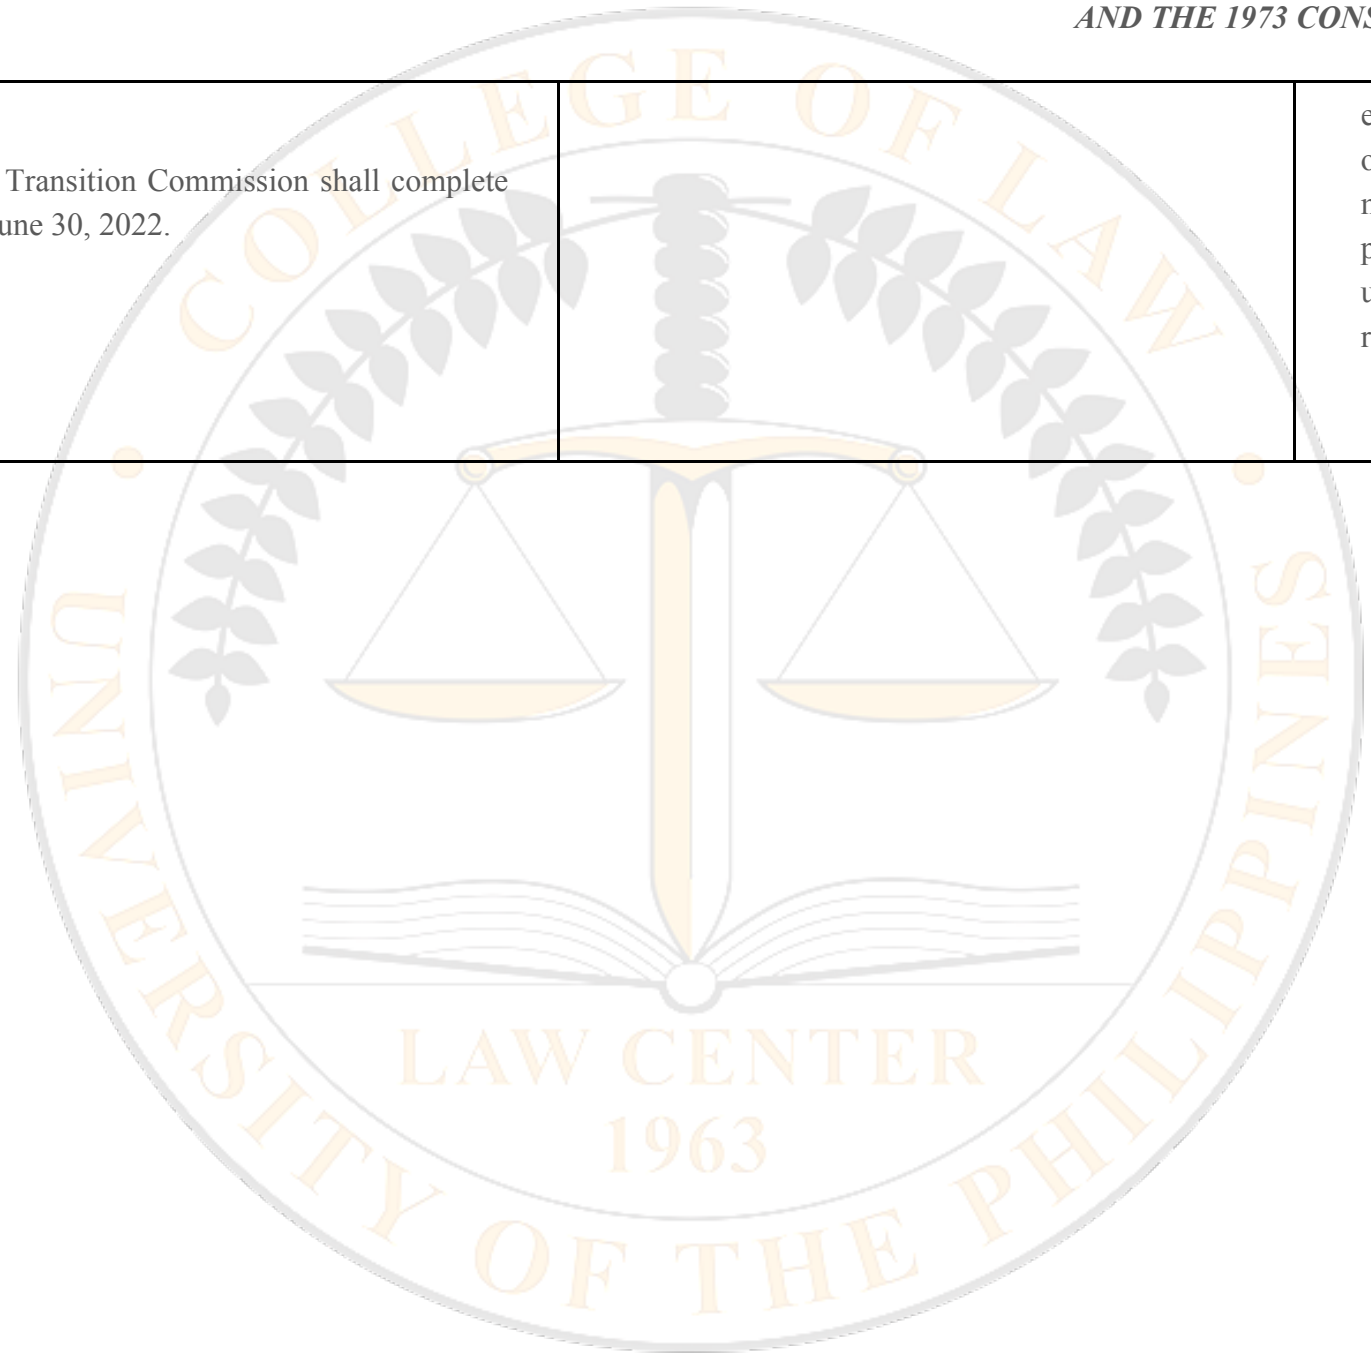 AND THE 1973 CONS
Transition Commission shall complete
une 30, 2022.
e
n
p
u
r
COLLEGE OF LAW
UNIVERSITY OF THE PHILIPPINES
LAW CENTER
1963